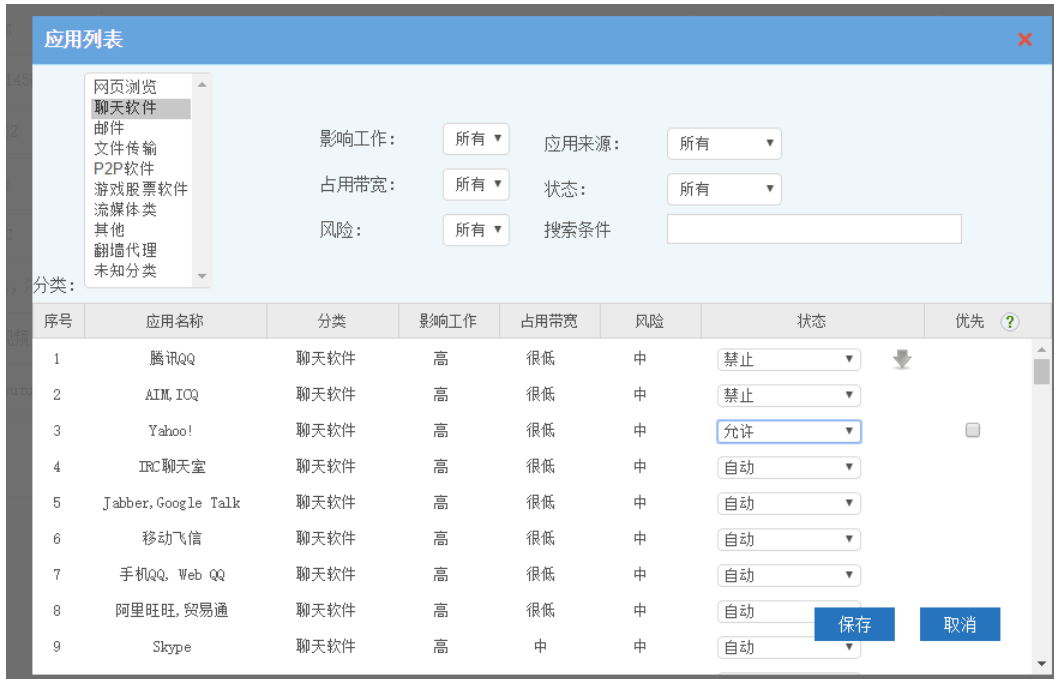 应用列表
网页浏览
聊天软件
邮件
文件传输
P2P软件
游戏股票软件
流媒体类
其他
翻墙代理
未知分类
分类：
影响工作： 所有 应用来源： 所有
占用带宽： 所有 状态： 所有
风险： 所有 搜索条件
序号 应用名称 分类 影响工作 占用带宽 风险 状态 优先 ?
1 腾讯QQ 聊天软件 高 很低 中 禁止
2 AIM,ICQ 聊天软件 高 很低 中 禁止
3 Yahoo! 聊天软件 高 很低 中 允许
4 IRC聊天室 聊天软件 高 很低 中 自动
5 Jabber,Google Talk 聊天软件 高 很低 中 自动
6 移动飞信 聊天软件 高 很低 中 自动
7 手机QQ, Web QQ 聊天软件 高 很低 中 自动
8 阿里旺旺,贸易通 聊天软件 高 很低 中 自动
保存 取消
9 Skype 聊天软件 高 中 中 自动